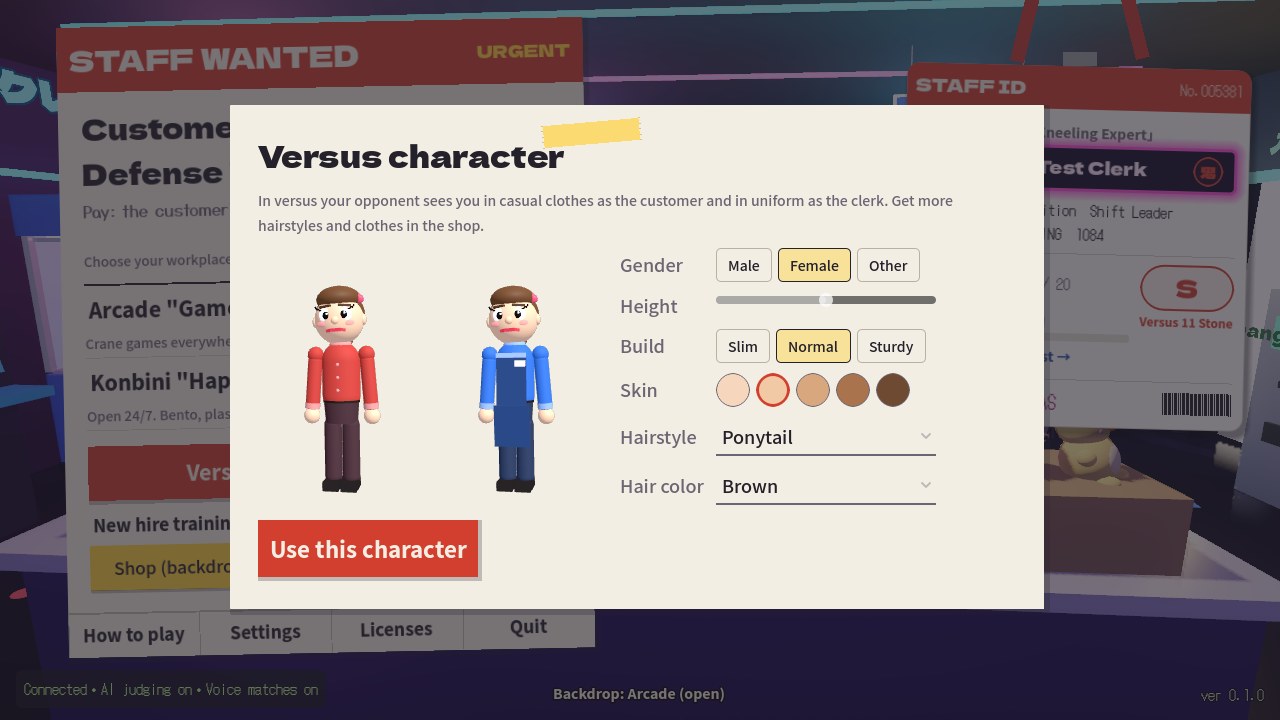 STAFF WANTED
URGENT
Defense
Pay: the customer
Choose your workplace
Arcade "Game
Crane games everywhe
Konbini "Hap
Open 24/7. Bento, plas
Vers
New hire trainin
Shop (backdro
How to play
Settings
Licenses
Quit
Versus character
In versus your opponent sees you in casual clothes as the customer and in uniform as the clerk. Get more
hairstyles and clothes in the shop.
Gender
Male
Female
Other
Height
Build
Slim
Normal
Sturdy
Skin
Hairstyle
Ponytail
Hair color
Brown
Use this character
STAFF ID
No. 005381
neeling Expert」
Test Clerk
ition Shift Leader
NG 1084
/ 20
S
Versus 11 Stone
Connected • AI judging on • Voice matches on
Backdrop: Arcade (open)
ver 0.1.0